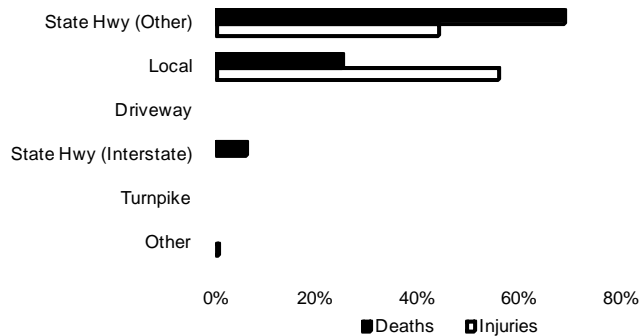 State Hwy (Other)
Local
Driveway
State Hwy (Interstate)
Turnpike
Other
0% 20% 40% 60% 80%
Deaths Injuries